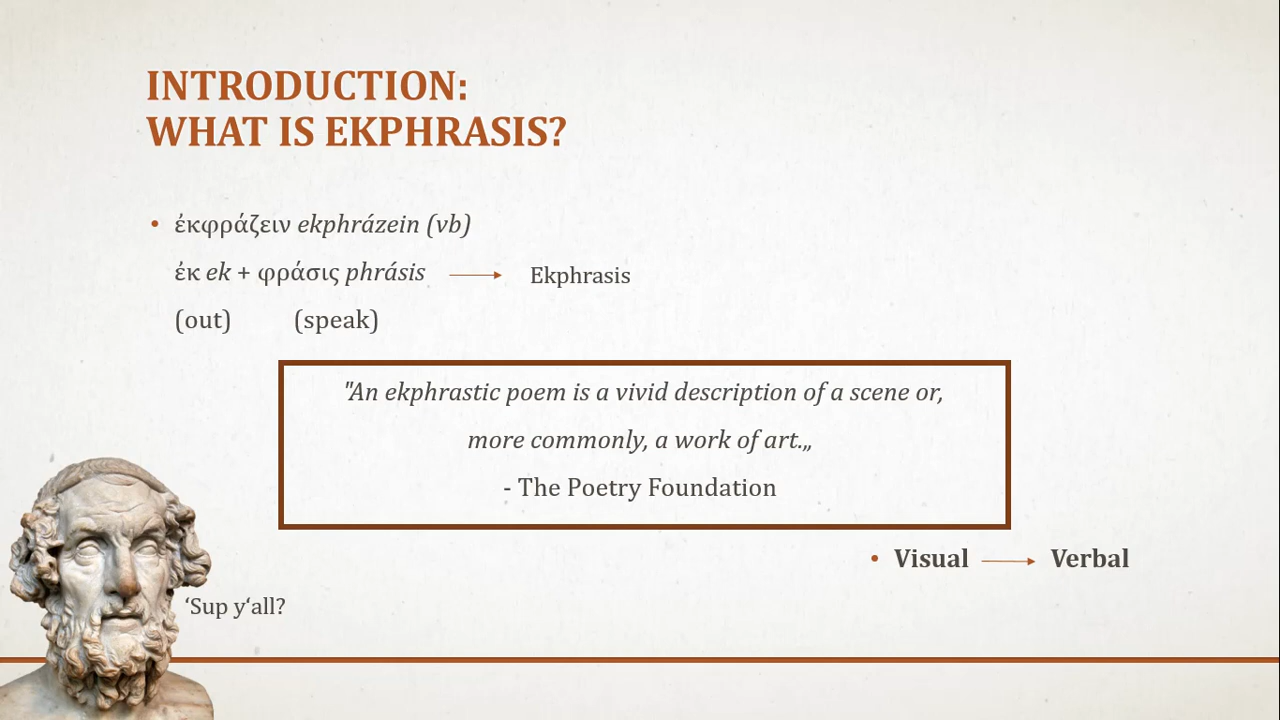 INTRODUCTION:
WHAT IS EKPHRASIS?
• ἐκφράζειν ekphrázein (vb)
ἐκ ek + φράσις phrásis Ekphrasis
(out) (speak)
"An ekphrastic poem is a vivid description of a scene or,
more commonly, a work of art.„
- The Poetry Foundation
• Visual Verbal
‘Sup y‘all?